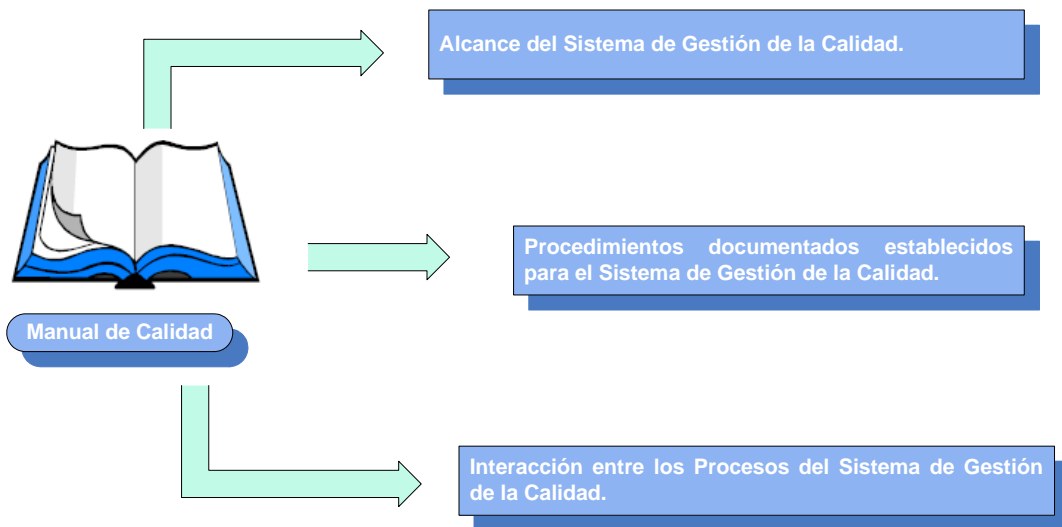 Alcance del Sistema de Gestión de la Calidad.
Procedimientos documentados establecidos
para el Sistema de Gestión de la Calidad.
Manual de Calidad
Interacción entre los Procesos del Sistema de Gestión
de la Calidad.